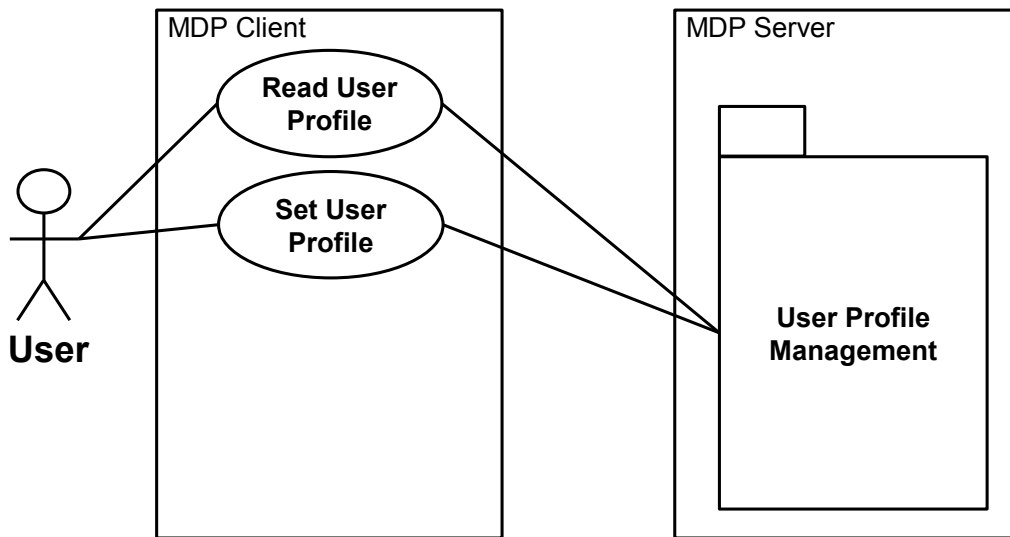 MDP Client
MDP Server
Read User
Profile
Set User
Profile
User
User Profile
Management